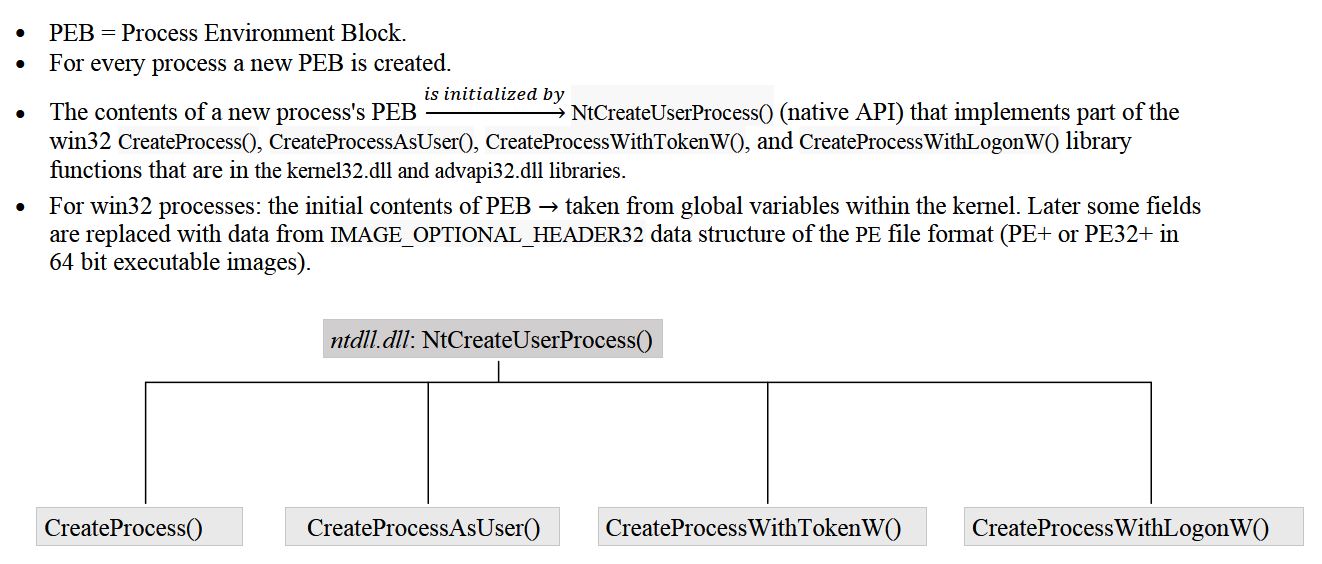 • PEB = Process Environment Block.
• For every process a new PEB is created.
• The contents of a new process's PEB is initialized by → NtCreateUserProcess() (native API) that implements part of the
win32 CreateProcess(), CreateProcessAsUser(), CreateProcessWithTokenW(), and CreateProcessWithLogonW() library
functions that are in the kernel32.dll and advapi32.dll libraries.
• For win32 processes: the initial contents of PEB → taken from global variables within the kernel. Later some fields
are replaced with data from IMAGE_OPTIONAL_HEADER32 data structure of the PE file format (PE+ or PE32+ in
64 bit executable images).
ntdll.dll: NtCreateUserProcess()
CreateProcess()
CreateProcessAsUser()
CreateProcessWithTokenW()
CreateProcessWithLogonW()